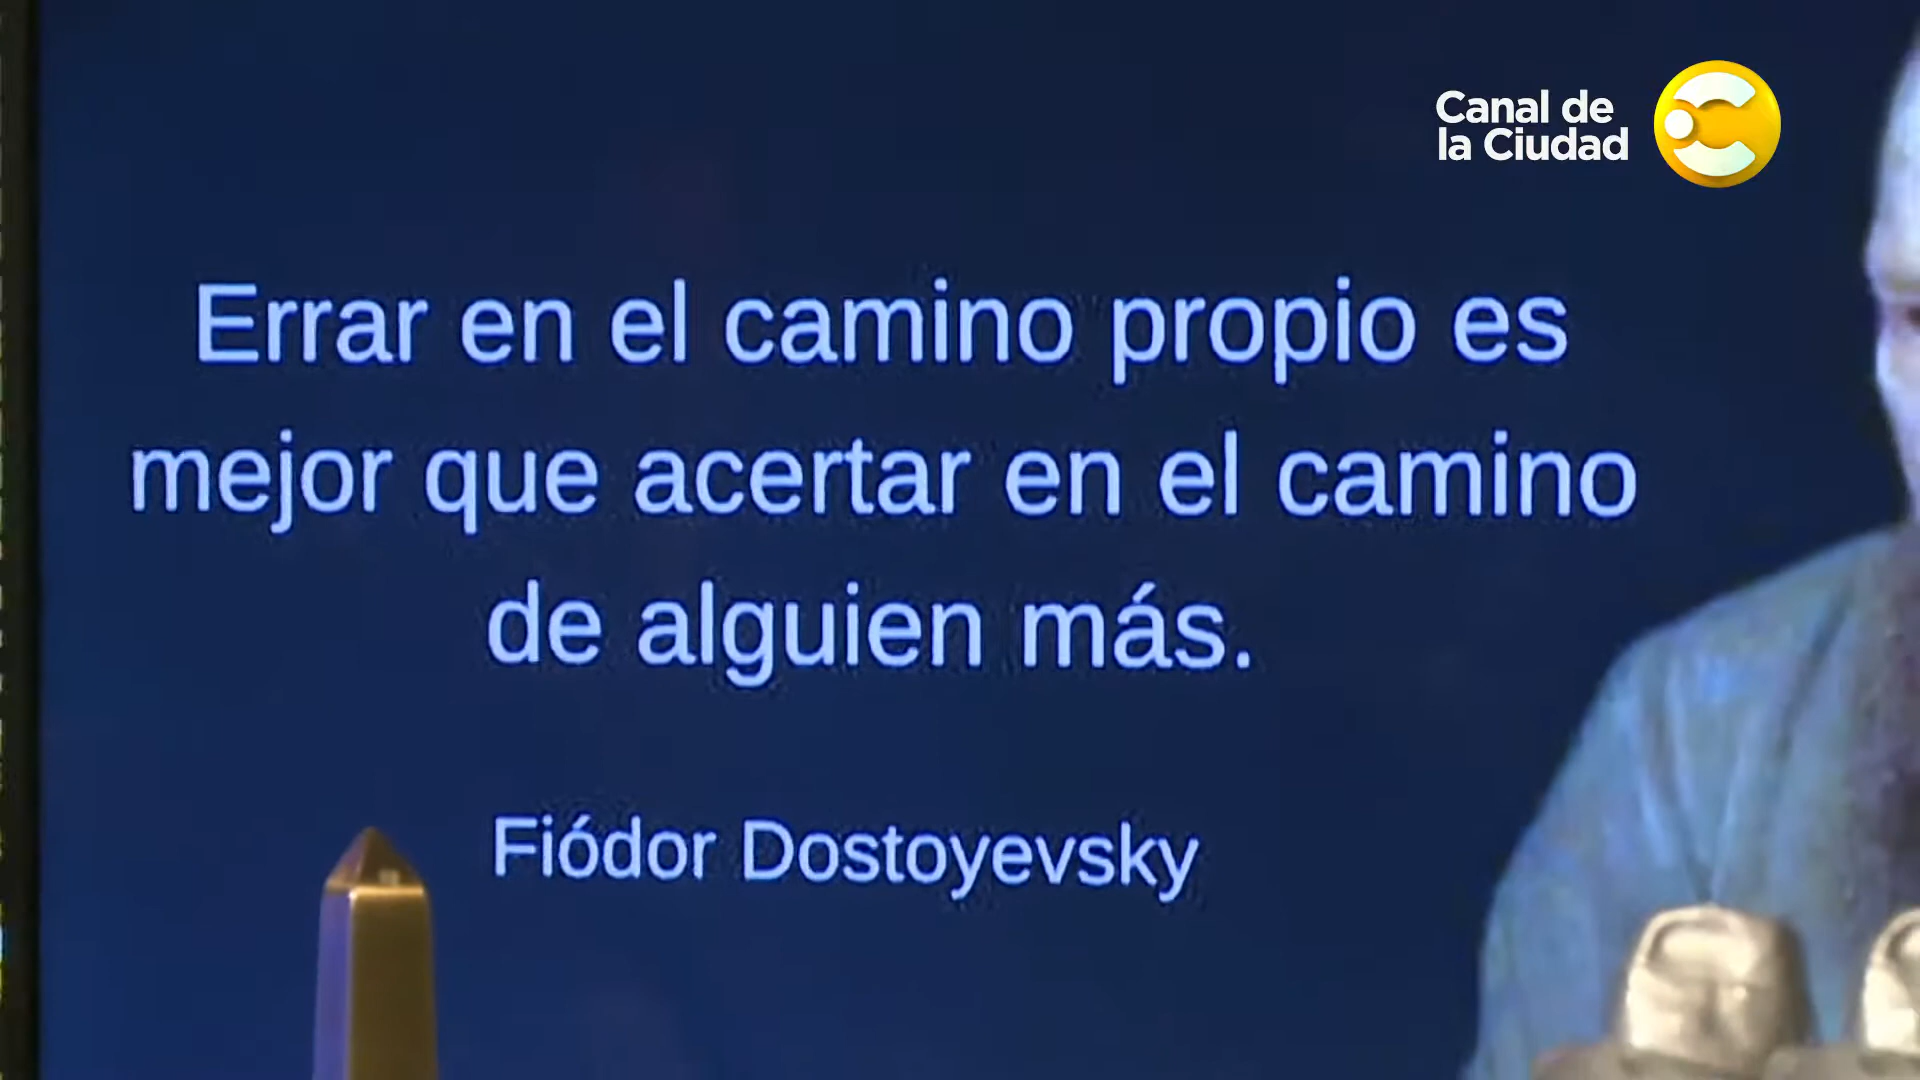 Canal de
la Ciudad
Errar en el camino propio es
mejor que acertar en el camino
de alguien más.
Fiódor Dostoyevsky